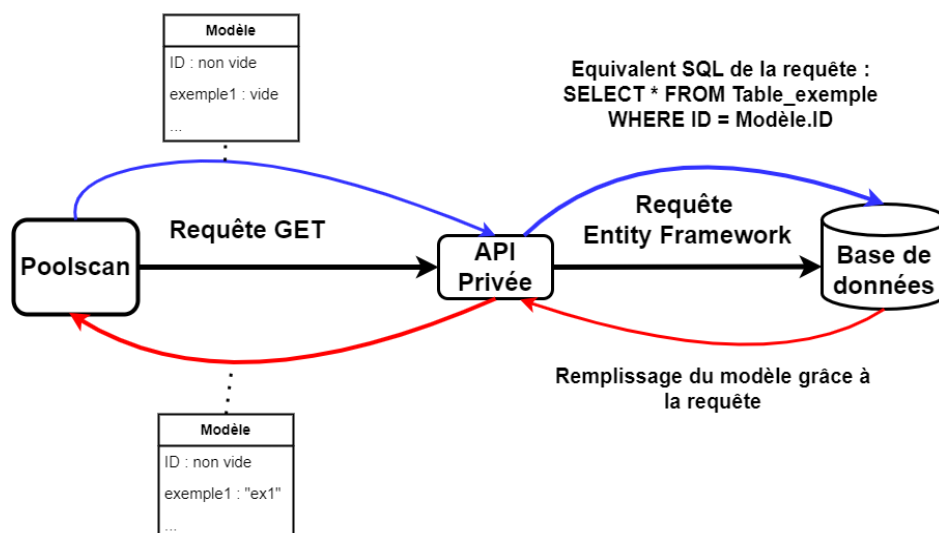 Modèle
ID : non vide
exemple1 : vide
...
Equivalent SQL de la requête :
SELECT * FROM Table_exemple
WHERE ID = Modèle.ID
Poolscan
Requête GET
API
Privée
Requête
Entity Framework
Base de
données
Remplissage du modèle grâce à
la requête
Modèle
ID : non vide
exemple1 : "ex1"
...